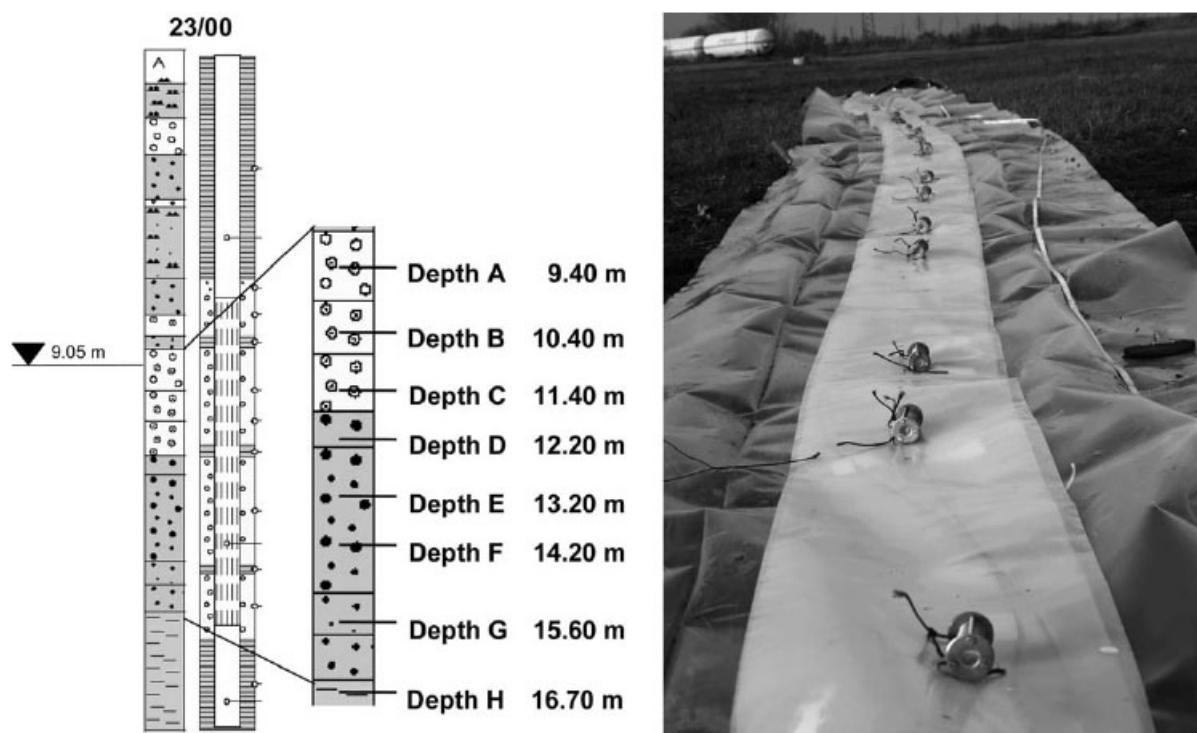 23/00
9.05 m
Depth A 9.40 m
Depth B 10.40 m
Depth C 11.40 m
Depth D 12.20 m
Depth E 13.20 m
Depth F 14.20 m
Depth G 15.60 m
Depth H 16.70 m